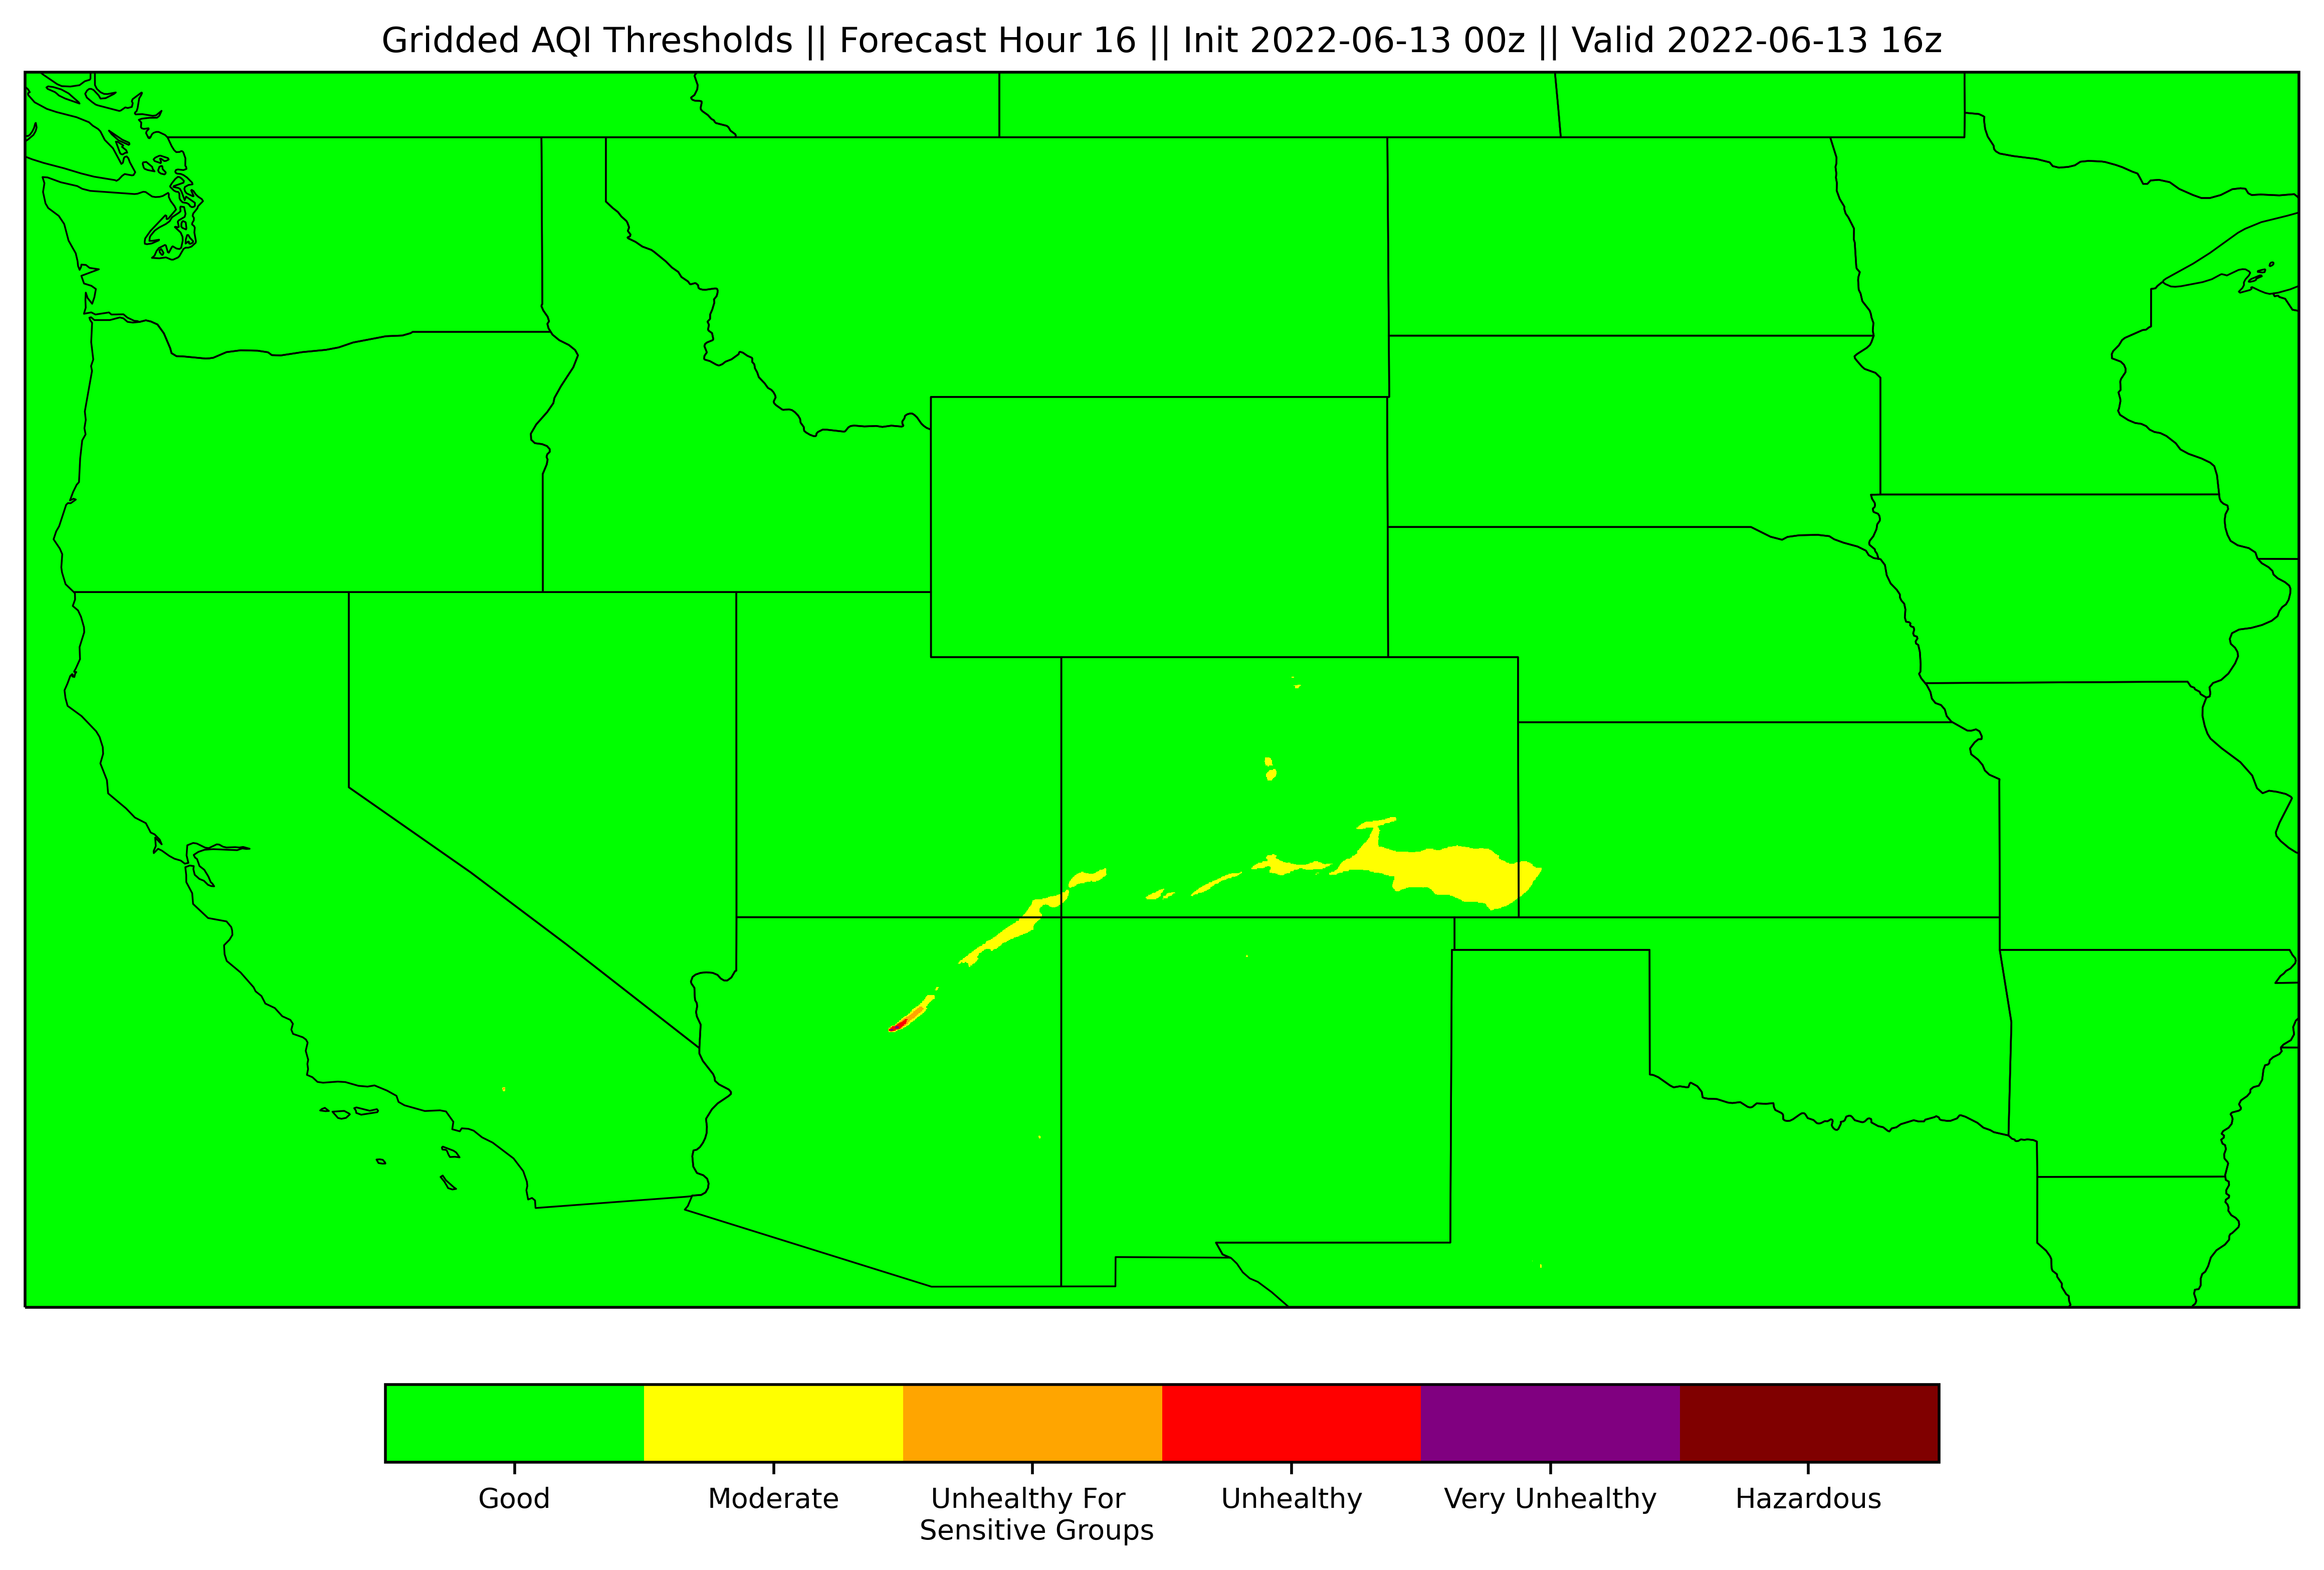 Gridded AQI Thresholds || Forecast Hour 16 || Init 2022-06-13 00z || Valid 2022-06-13 16z
Good
Moderate
Unhealthy For
Sensitive Groups
Unhealthy
Very Unhealthy
Hazardous